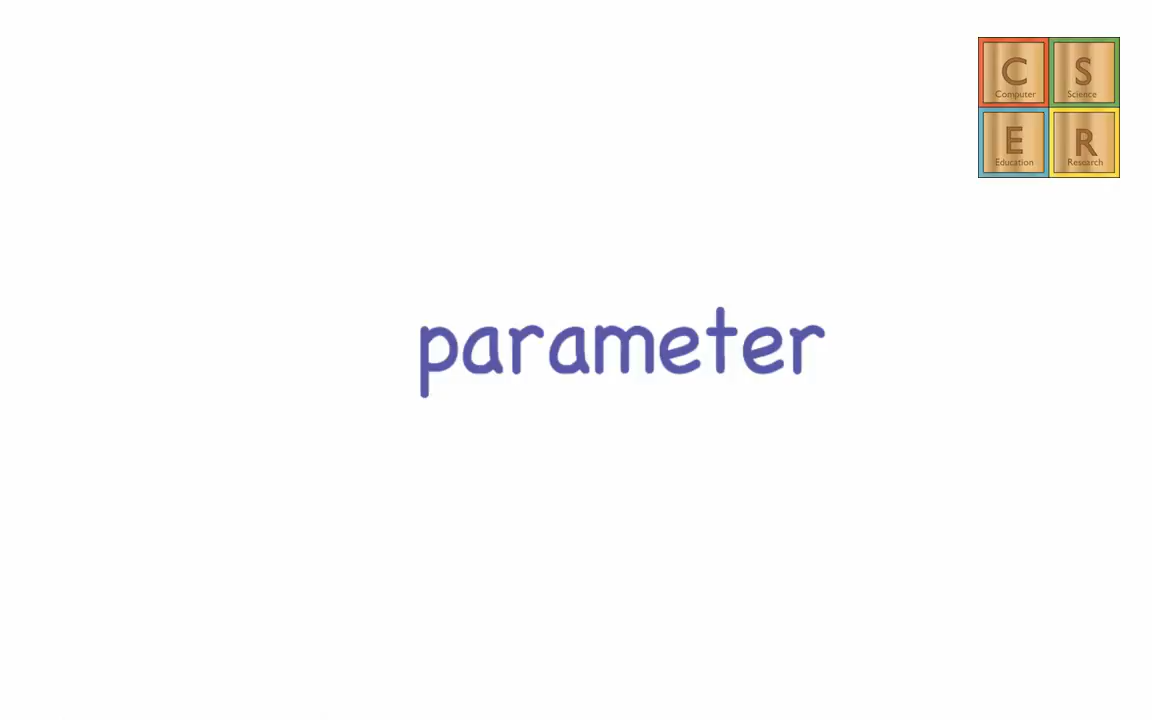 C S
Computer Science
E R
Education Research
parameter